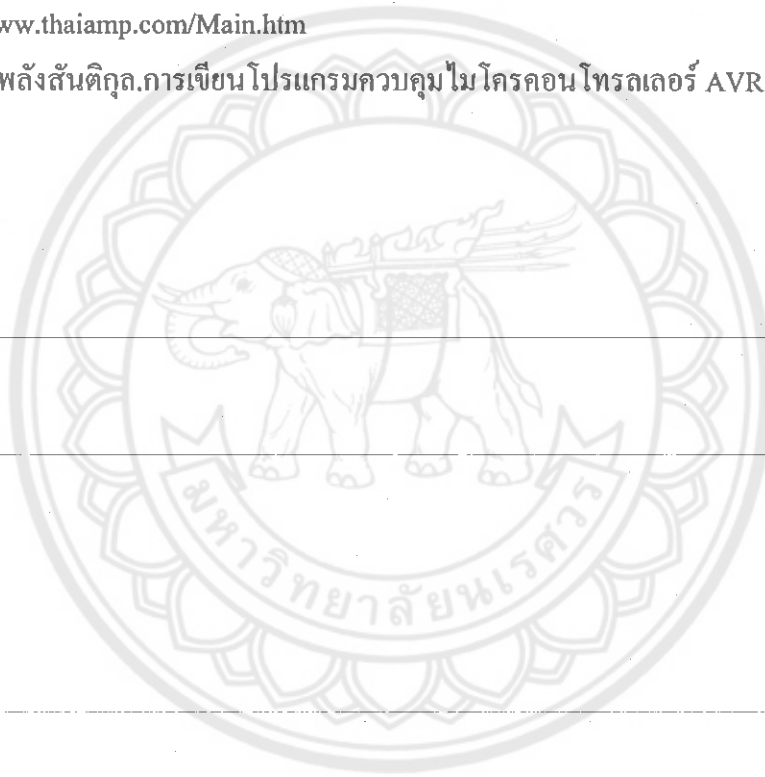 ww.thaiamp.com/Main.htm
พลังสันติกุล.การเขียนโปรแกรมควบคุมไมโครคอนโทรลเลอร์ AVR
มหาวิทยาลัยนเรศวร